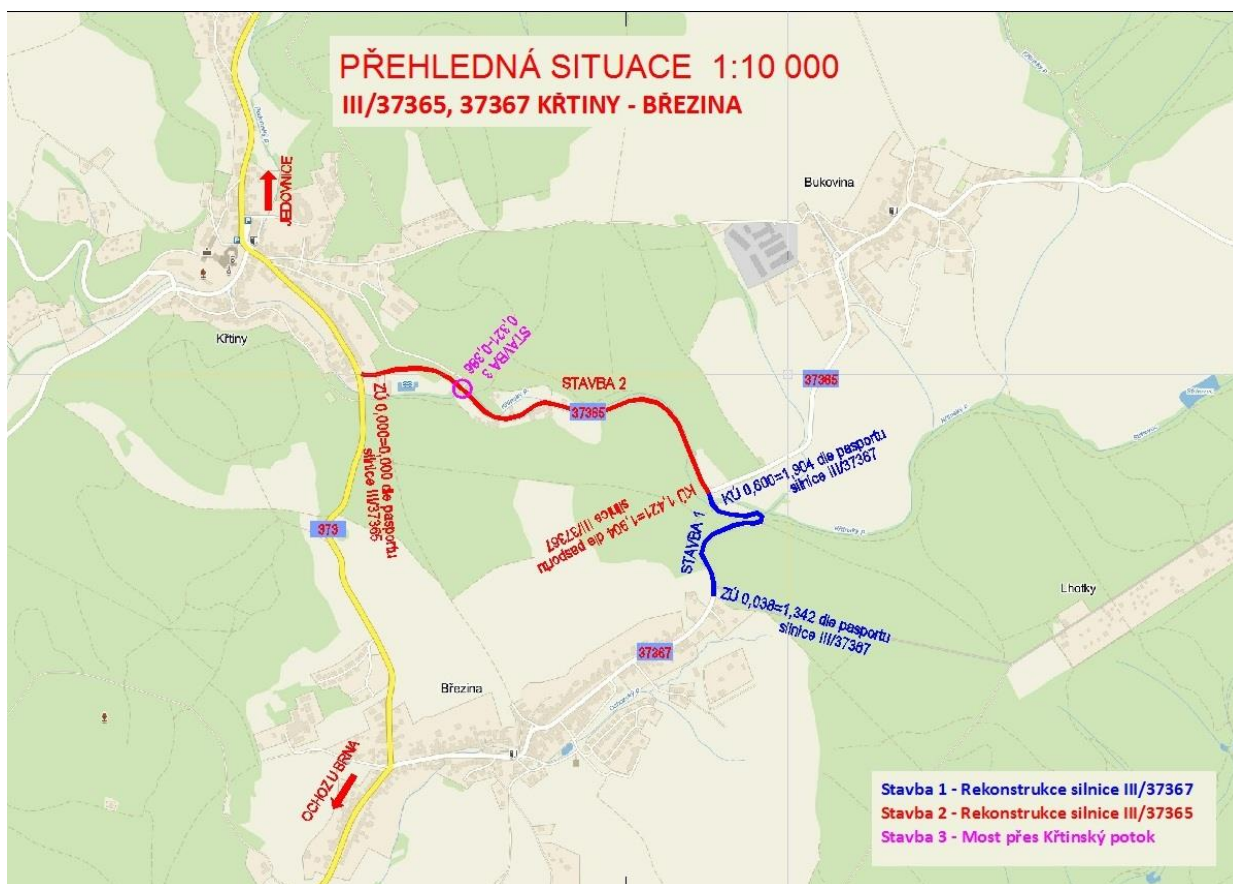 PŘEHLEDNÁ SITUACE 1:10 000
III/37365, 37367 KŘTINY - BŘEZINA
JEDOVNICE
Bukovina
Křtiny
STAVBA 3
0,321-0,386
STAVBA 2
37365
37365
ZÚ 0,000=0,000 dle pasportu
silnice III/37365
KÚ 0,600=1,904 dle pasportu
silnice III/37367
KÚ 1,421=1,904 dle pasportu
silnice III/37367
373
STAVBA 1
ZÚ 0,038=1,342 dle pasportu
silnice III/37367
Lhotky
37367
Březina
OCHOZ U BRNA
Stavba 1 - Rekonstrukce silnice III/37367
Stavba 2 - Rekonstrukce silnice III/37365
Stavba 3 - Most přes Křtinský potok